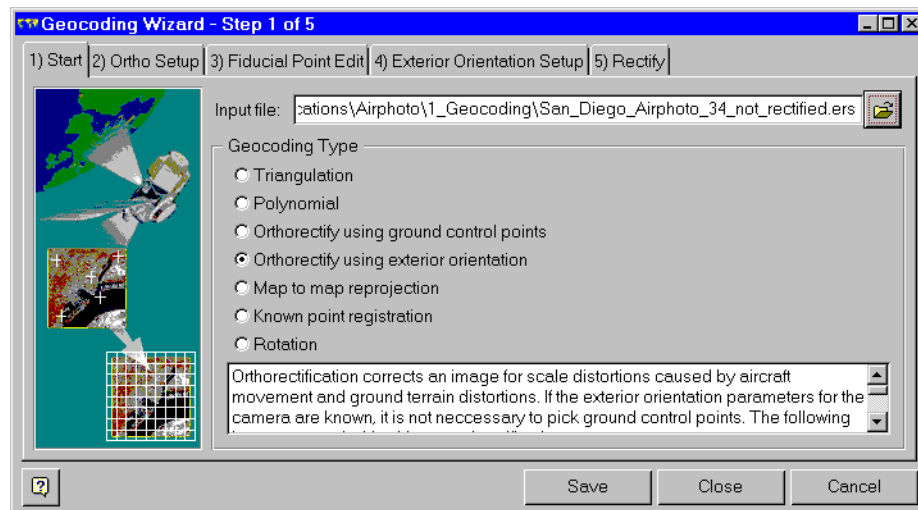 Geocoding Wizard - Step 1 of 5
1) Start 2) Ortho Setup 3) Fiducial Point Edit 4) Exterior Orientation Setup 5) Rectify
Input file: :ations\Airphoto\1_Geocoding\San_Diego_Airphoto_34_not_rectified.ers
Geocoding Type
Triangulation
Polynomial
Orthorectify using ground control points
Orthorectify using exterior orientation
Map to map reprojection
Known point registration
Rotation
Orthorectification corrects an image for scale distortions caused by aircraft
movement and ground terrain distortions. If the exterior orientation parameters for the
camera are known, it is not neccessary to pick ground control points. The following
Save Close Cancel